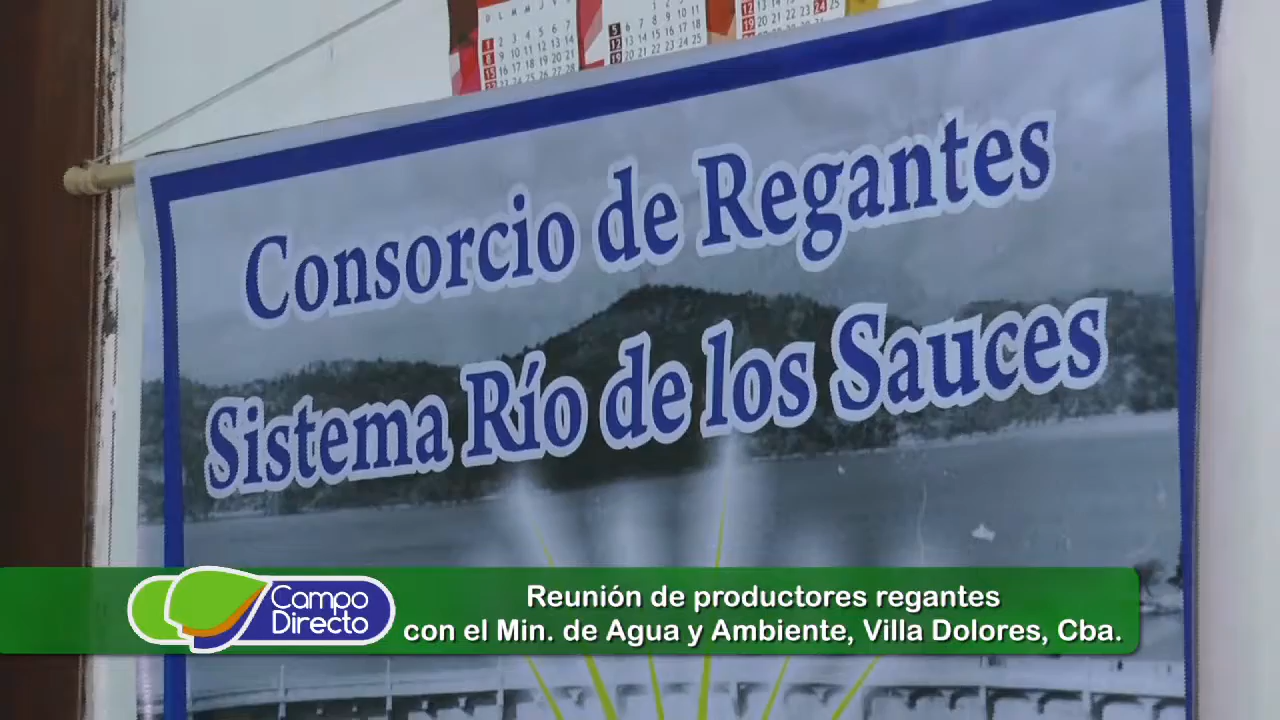 Consorcio de Regantes
Sistema Río de los Sauces
Campo
Directo
Reunión de productores regantes
con el Min. de Agua y Ambiente, Villa Dolores, Cba.